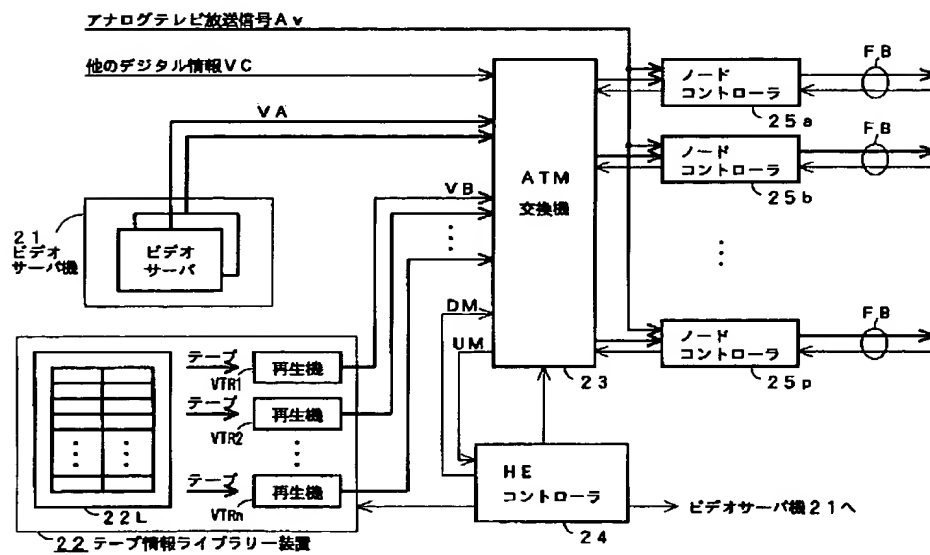 アナログテレビ放送信号Av
他のデジタル情報VC
VA
VB
ATM
交換機
23
DM
UM
ノード
コントローラ
25a
FB
ノード
コントローラ
25b
FB
ノード
コントローラ
25p
FB
21
ビデオ
サーバ機
ビデオ
サーバ
テープ
VTR1
再生機
テープ
VTR2
再生機
テープ
VTRn
再生機
22L
22 テープ情報ライブラリー装置
HE
コントローラ
24
ビデオサーバ機21へ